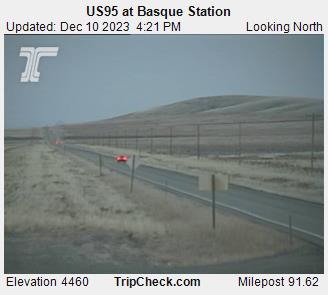 US95 at Basque Station
Updated: Dec 10 2023 4:21 PM Looking North
Elevation 4460 TripCheck.com Milepost 91.62